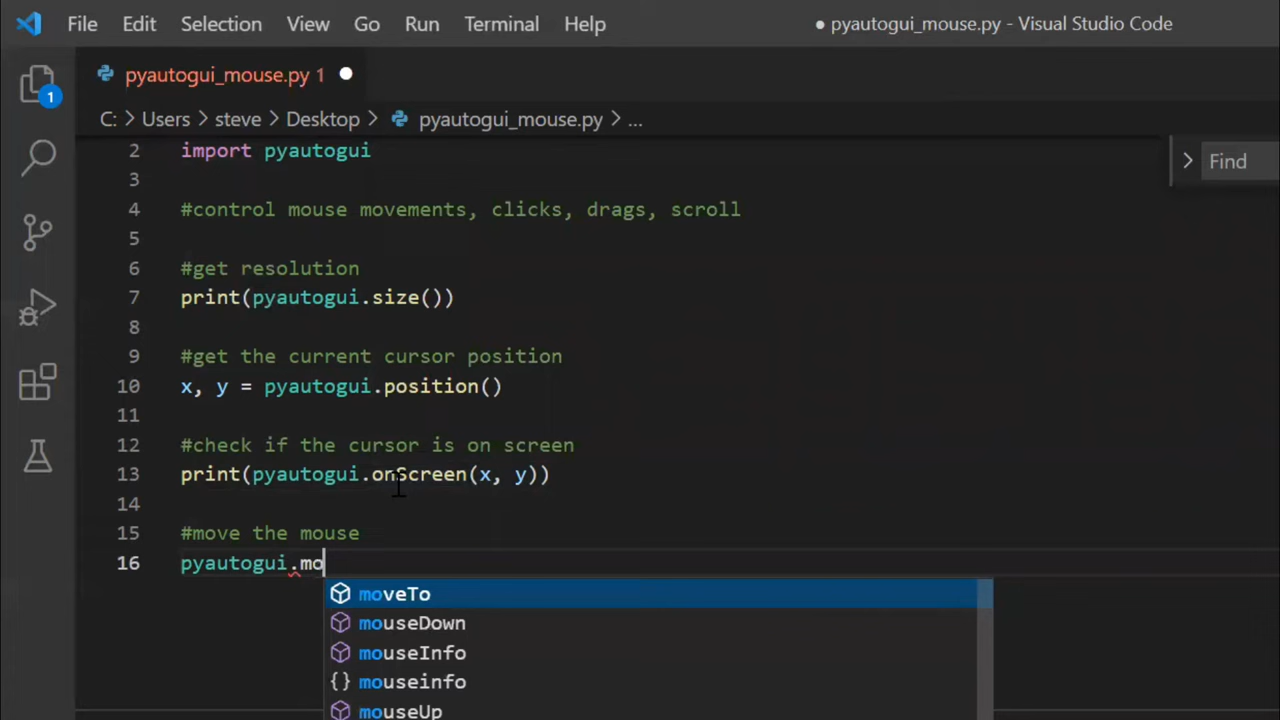 File Edit Selection View Go Run Terminal Help ● pyautogui_mouse.py - Visual Studio Code
pyautogui_mouse.py 1 ●
1
C: > Users > steve > Desktop > pyautogui_mouse.py > ...
> Find
2 import pyautogui
3
4 #control mouse movements, clicks, drags, scroll
5
6 #get resolution
7 print(pyautogui.size())
8
9 #get the current cursor position
10 x, y = pyautogui.position()
11
12 #check if the cursor is on screen
13 print(pyautogui.onScreen(x, y))
14
15 #move the mouse
16 pyautogui.mo
moveTo
mouseDown
mouseInfo
{} mouseinfo
mouseUp